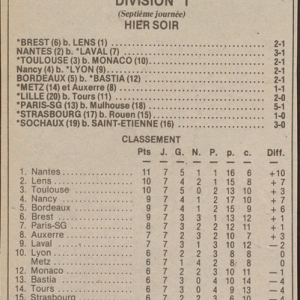 DIVISION 1
(Septième journée)
HIER SOIR
*BREST (6) b. LENS (1) 2-1
NANTES (2) b. *LAVAL (7) 3-1
*TOULOUSE (3) b. MONACO (10) 2-1
Nancy (4) b. *LYON (9) 2-1
BORDEAUX (5) b. *BASTIA (12) 2-1
*METZ (14) et Auxerre (8) 1-1
*LILLE (20) b. Tours (11) 2-0
*PARIS-SG (13) b. Mulhouse (18) 2-1
*STRASBOURG (17) b. Rouen (15) 1-0
*SOCHAUX (19) b. SAINT-ETIENNE (16) 3-0
CLASSEMENT
Pts J. G. N. P. p. c. Diff.
1. Nantes 11 7 5 1 1 16 6 +10
2. Lens 10 7 4 2 1 15 8 + 7
3. Toulouse 10 7 5 0 2 13 10 + 3
4. Nancy 9 7 4 1 2 17 10 + 7
5. Bordeaux 9 7 4 1 2 15 9 + 6
6. Brest 9 7 3 3 1 13 12 + 1
7. Paris-SG 8 7 3 2 2 12 11 + 1
8. Auxerre 7 7 2 3 2 10 7 + 3
9. Laval 7 7 3 1 3 10 12 — 2
10. Lyon 6 7 2 2 3 8 8 0
Metz 6 7 1 4 2 8 8 0
12. Monaco 6 7 2 2 3 10 11 — 1
13. Bastia 6 7 3 0 4 10 14 — 4
14. Tours 6 7 3 0 4 9 13 — 4
15. Strasbourg